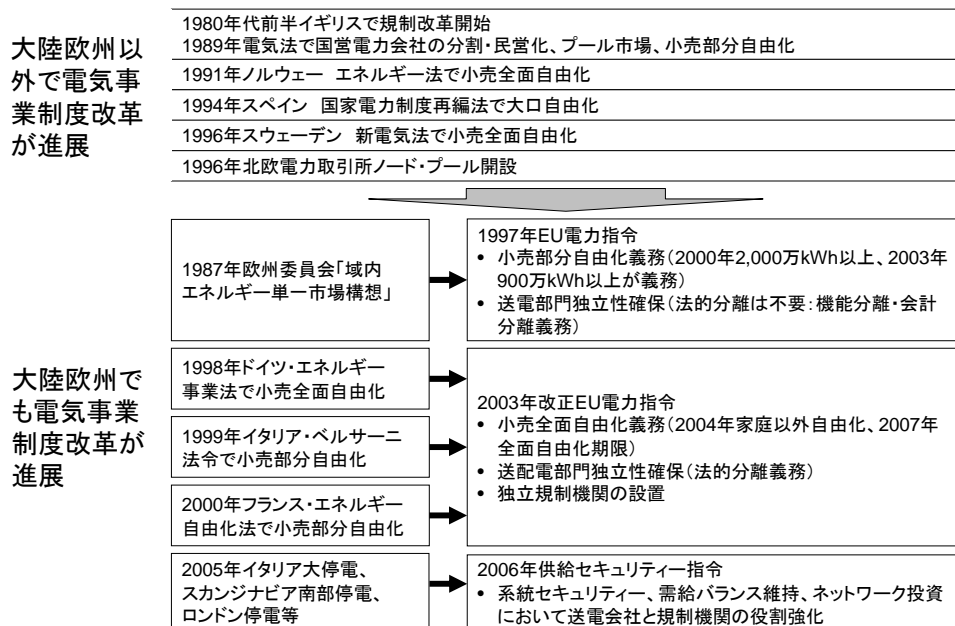 大陸欧州以
外で電気事
業制度改革
が進展
1980年代前半イギリスで規制改革開始
1989年電気法で国営電力会社の分割・民営化、プール市場、小売部分自由化
1991年ノルウェー エネルギー法で小売全面自由化
1994年スペイン 国家電力制度再編法で大口自由化
1996年スウェーデン 新電気法で小売全面自由化
1996年北欧電力取引所ノード・プール開設
大陸欧州で
も電気事業
制度改革が
進展
1987年欧州委員会「域内
エネルギー単一市場構想」
1997年EU電力指令
• 小売部分自由化義務(2000年2,000万kWh以上、2003年
900万kWh以上が義務)
• 送電部門独立性確保(法的分離は不要:機能分離・会計
分離義務)
1998年ドイツ・エネルギー
事業法で小売全面自由化
1999年イタリア・ベルサーニ
法令で小売部分自由化
2000年フランス・エネルギー
自由化法で小売部分自由化
2003年改正EU電力指令
• 小売全面自由化義務(2004年家庭以外自由化、2007年
全面自由化期限)
• 送配電部門独立性確保(法的分離義務)
• 独立規制機関の設置
2005年イタリア大停電、
スカンジナビア南部停電、
ロンドン停電等
2006年供給セキュリティー指令
• 系統セキュリティー、需給バランス維持、ネットワーク投資
において送電会社と規制機関の役割強化